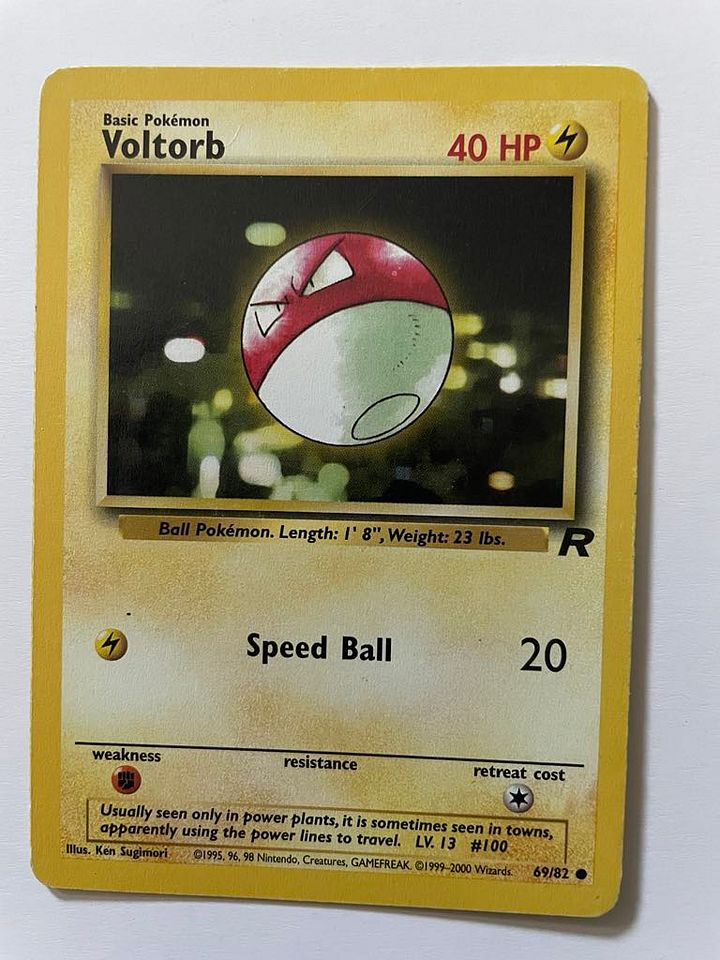 Basic Pokémon
Voltorb
40 HP
Ball Pokémon. Length: 1' 8", Weight: 23 lbs.
R
Speed Ball 20
weakness resistance retreat cost
Usually seen only in power plants, it is sometimes seen in towns,
apparently using the power lines to travel. LV. 13 #100
Illus. Ken Sugimori ©1995, 96, 98 Nintendo, Creatures, GAMEFREAK. ©1999–2000 Wizards. 69/82